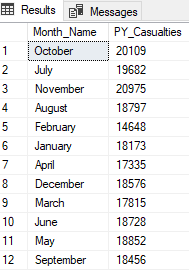 Results Messages
Month_Name PY_Casualties
1 October 20109
2 July 19682
3 November 20975
4 August 18797
5 February 14648
6 January 18173
7 April 17335
8 December 18576
9 March 17815
10 June 18728
11 May 18852
12 September 18456